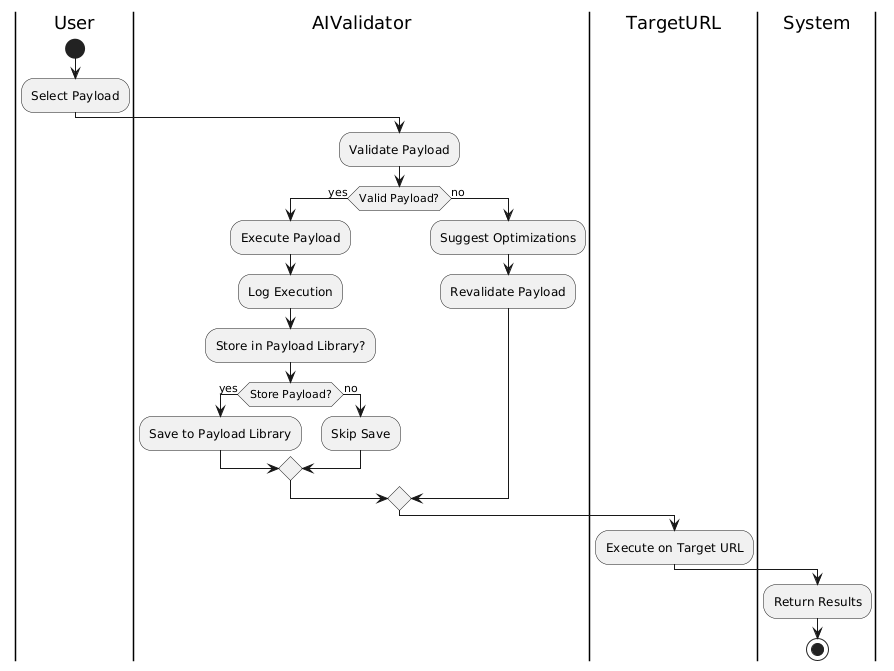 User
AIValidator
TargetURL
System
Select Payload
Validate Payload
Valid Payload?
yes
no
Execute Payload
Suggest Optimizations
Log Execution
Revalidate Payload
Store in Payload Library?
Store Payload?
yes
no
Save to Payload Library
Skip Save
Execute on Target URL
Return Results